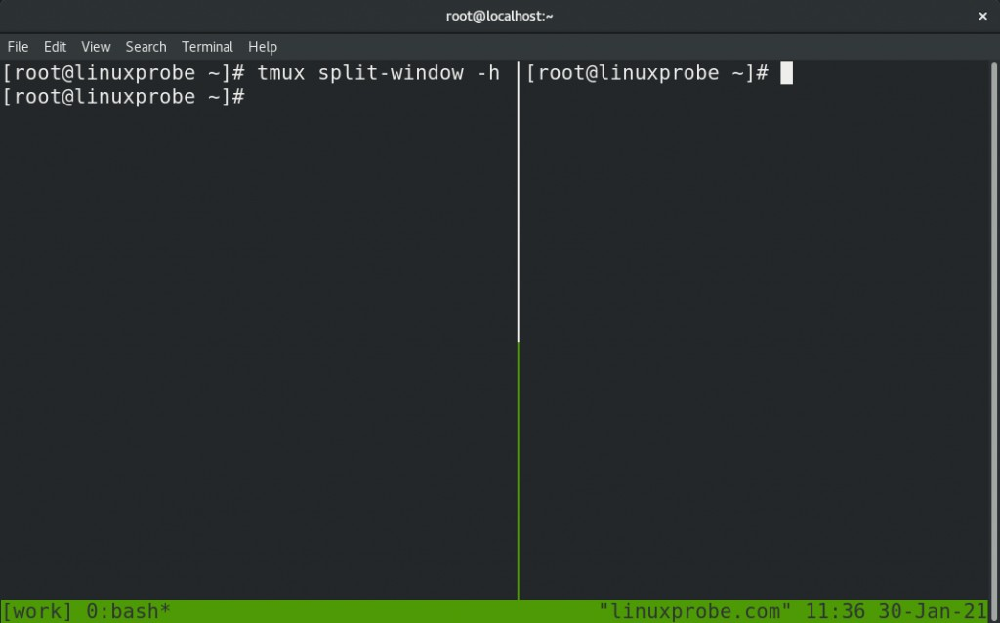 root@localhost:~
×
File Edit View Search Terminal Help
[root@linuxprobe ~]# tmux split-window -h
[root@linuxprobe ~]#
[root@linuxprobe ~]#
[work] 0:bash* "linuxprobe.com" 11:36 30-Jan-21